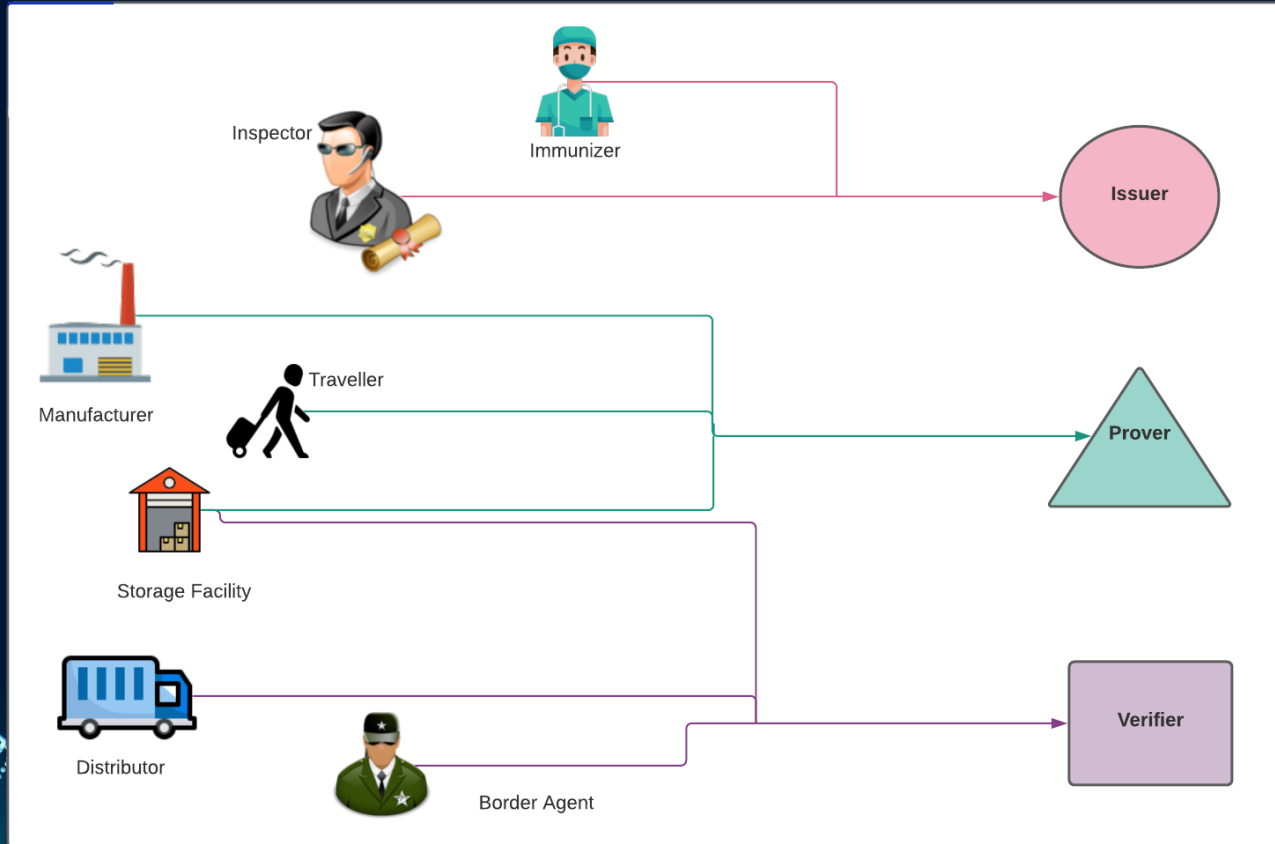 Inspector
Immunizer
Issuer
Manufacturer
Traveller
Prover
Storage Facility
Distributor
Verifier
Border Agent